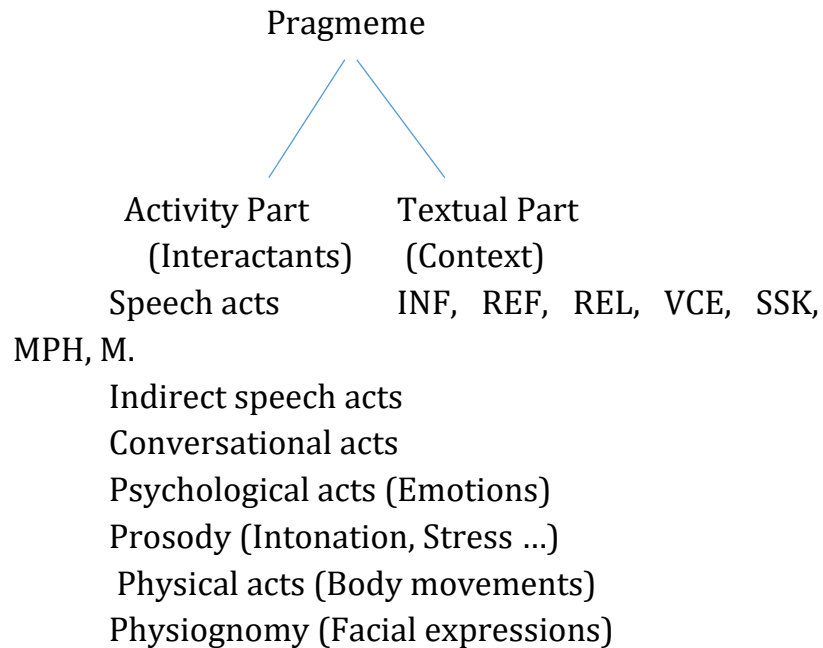 Pragmeme
Activity Part Textual Part
(Interactants) (Context)
Speech acts INF, REF, REL, VCE, SSK,
MPH, M.
Indirect speech acts
Conversational acts
Psychological acts (Emotions)
Prosody (Intonation, Stress …)
Physical acts (Body movements)
Physiognomy (Facial expressions)